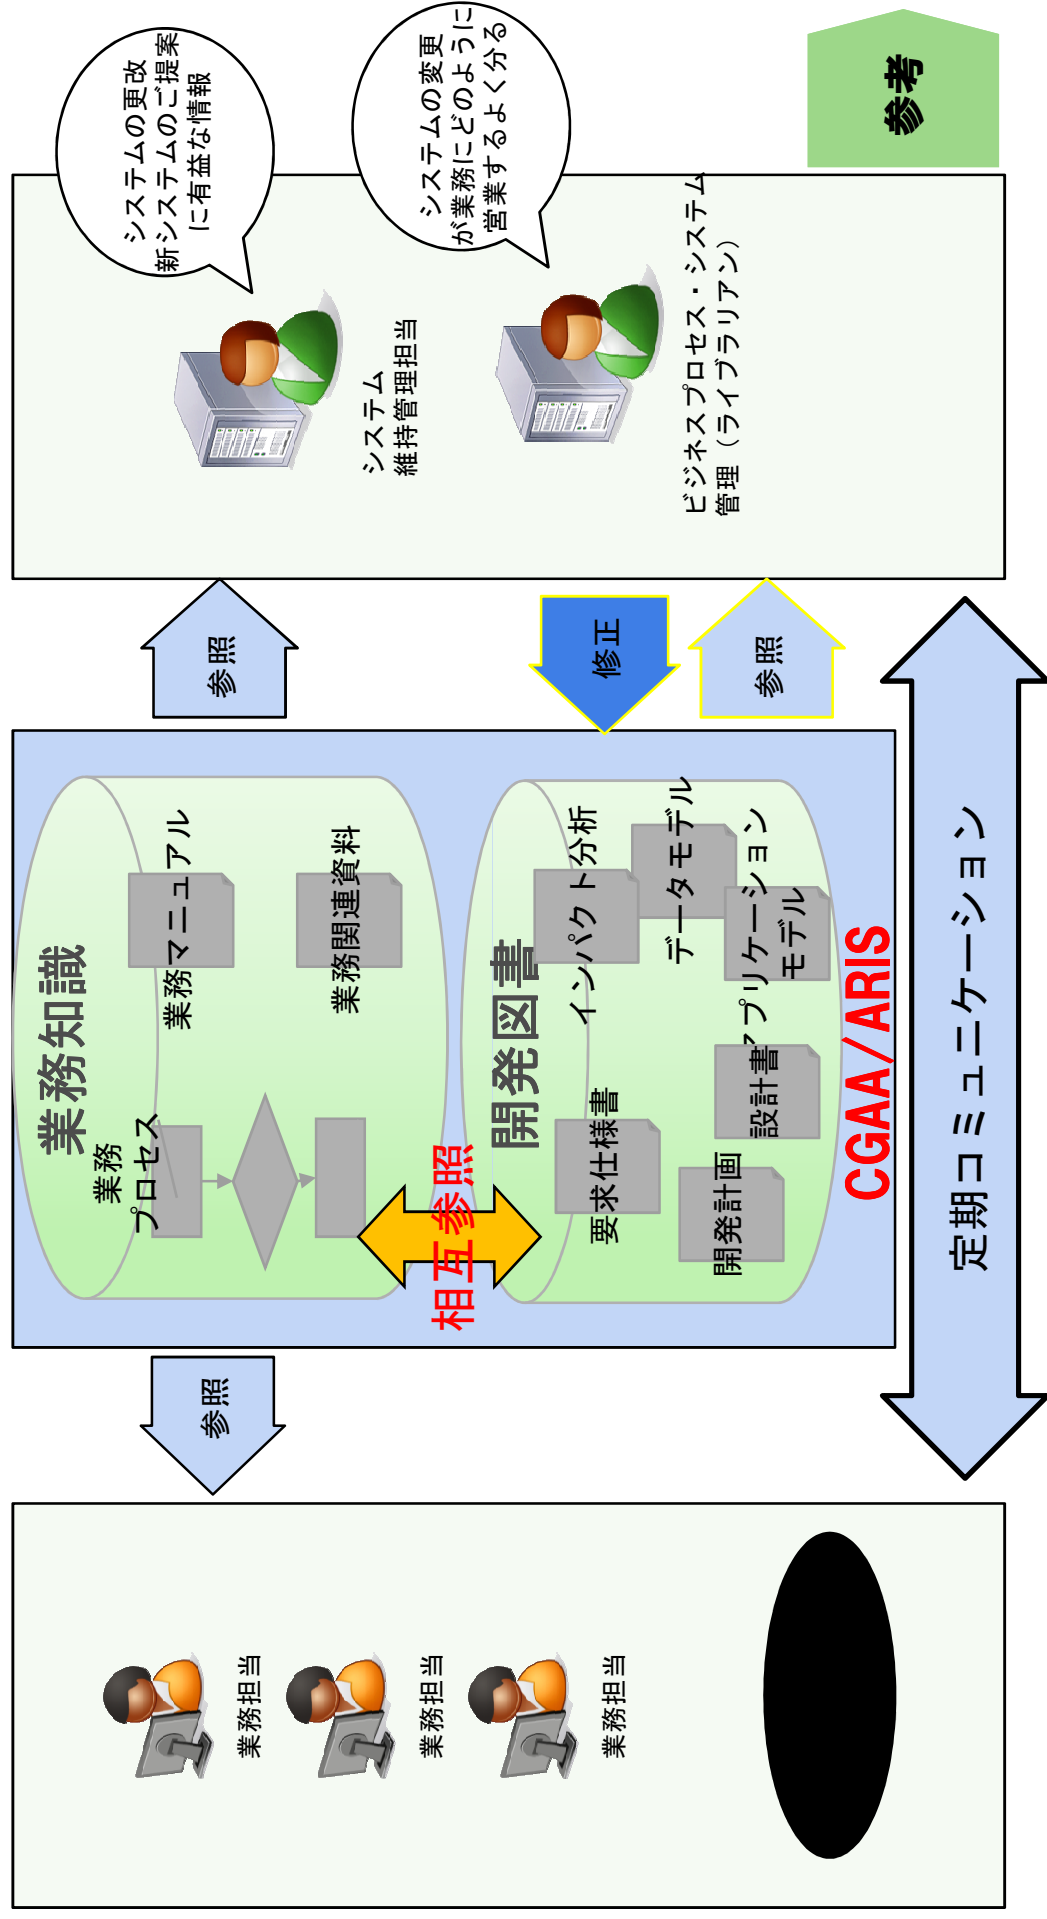 参考
システムの更改
新システムのご提案
に有益な情報
システムの変更
が業務にどのように
営業するよく分る
業務担当
業務担当
業務担当
参照
業務知識
業務
プロセス
業務マニュアル
業務関連資料
相互参照
開発図書
要求仕様書
開発計画
設計書
インパクト分析
データモデル
アプリケーション
モデル
CGAA/ARIS
参照
修正
参照
システム
維持管理担当
ビジネスプロセス・システム
管理（ライブラリアン）
定期コミュニケーション